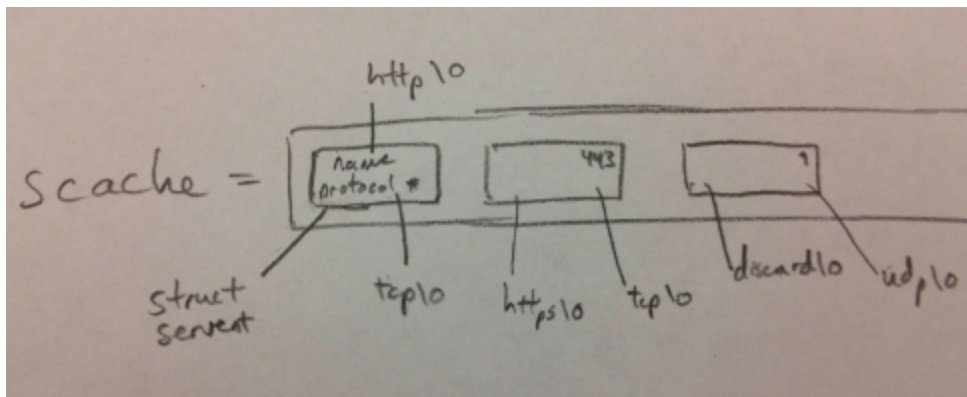 http\0
scache =
name
protocol #
443
9
struct
servent
tcp\0
https\0
tcp\0
discard\0
udp\0